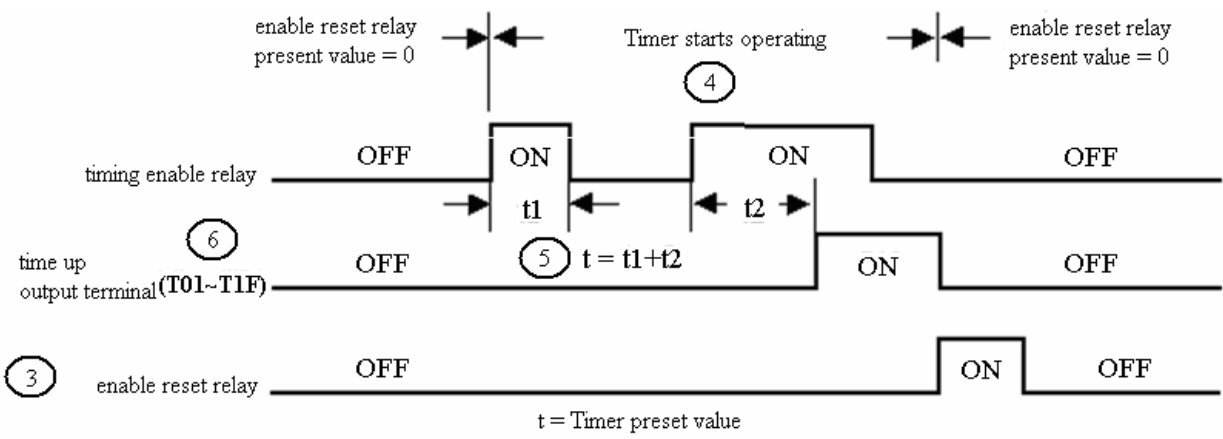 enable reset relay
present value = 0
Timer starts operating
enable reset relay
present value = 0
4
timing enable relay
OFF
ON
ON
OFF
t1
t2
6
time up
output terminal(T01~T1F)
OFF
5
t = t1+t2
ON
OFF
3
enable reset relay
OFF
ON
OFF
t = Timer preset value